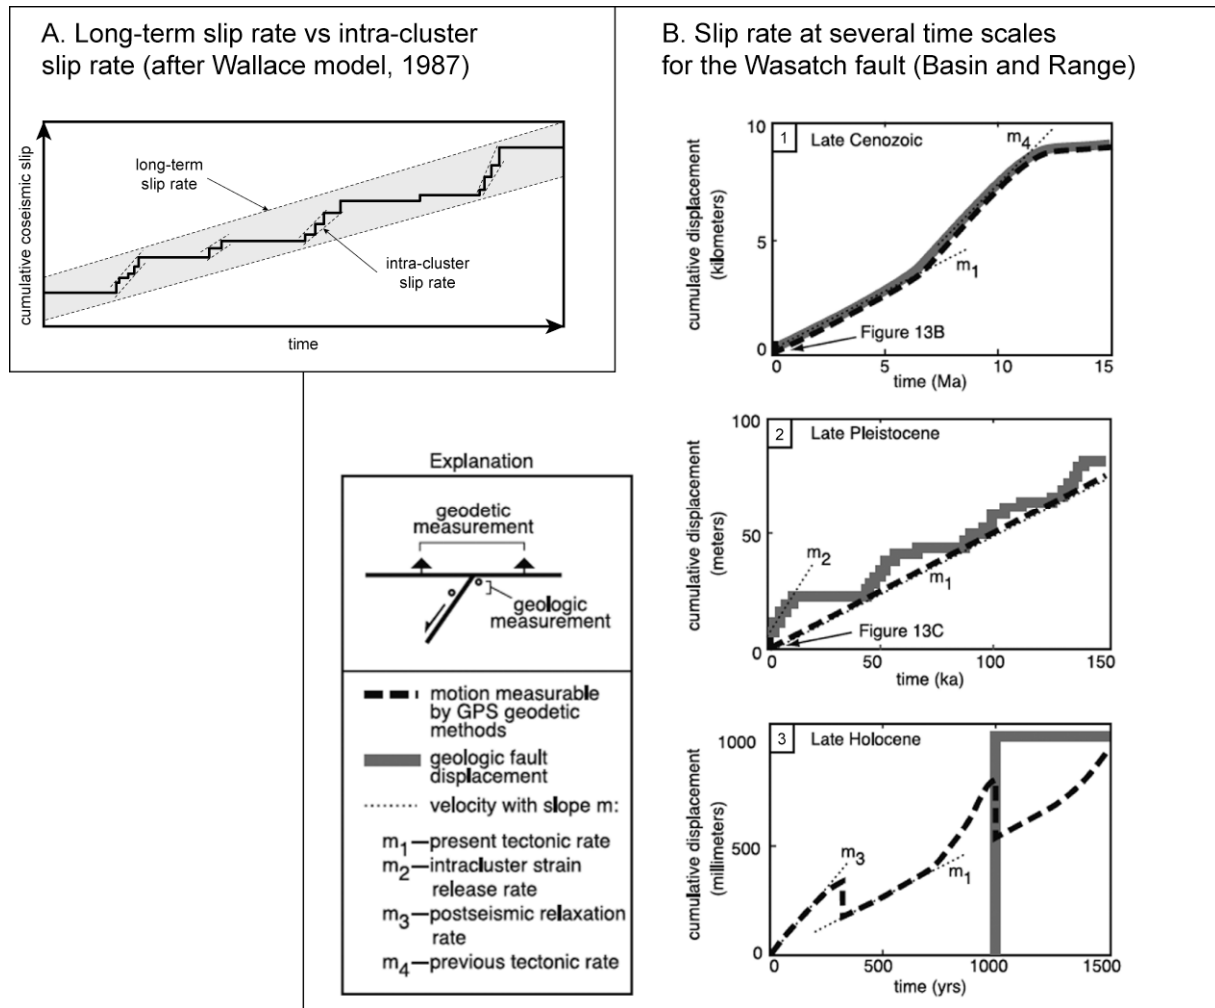 A. Long-term slip rate vs intra-cluster
slip rate (after Wallace model, 1987)
cumulative coseismic slip
long-term
slip rate
intra-cluster
slip rate
time
B. Slip rate at several time scales
for the Wasatch fault (Basin and Range)
1 Late Cenozoic
cumulative displacement
(kilometers)
10
5
0
m4
m1
Figure 13B
0 5 10 15
time (Ma)
2 Late Pleistocene
cumulative displacement
(meters)
100
50
0
m2
m1
Figure 13C
0 50 100 150
time (ka)
3 Late Holocene
cumulative displacement
(millimeters)
1000
500
0
m3
m1
0 500 1000 1500
time (yrs)
Explanation
geodetic
measurement
geologic
measurement
motion measurable
by GPS geodetic
methods
geologic fault
displacement
velocity with slope m:
m1—present tectonic rate
m2—intracluster strain
release rate
m3—postseismic relaxation
rate
m4—previous tectonic rate